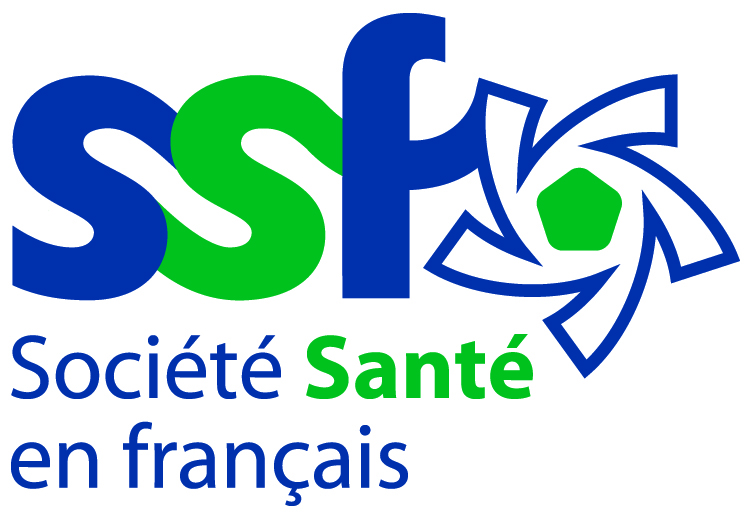 ssf
Société Santé
en français